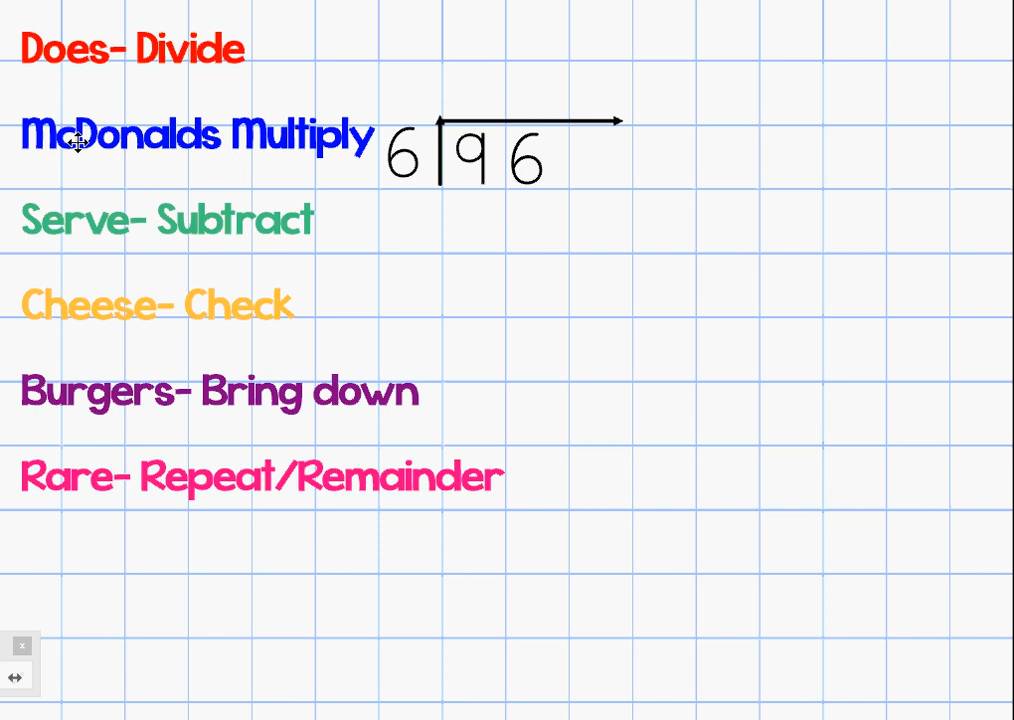 Does- Divide
McDonalds Multiply
6 96
Serve- Subtract
Cheese- Check
Burgers- Bring down
Rare- Repeat/Remainder
x